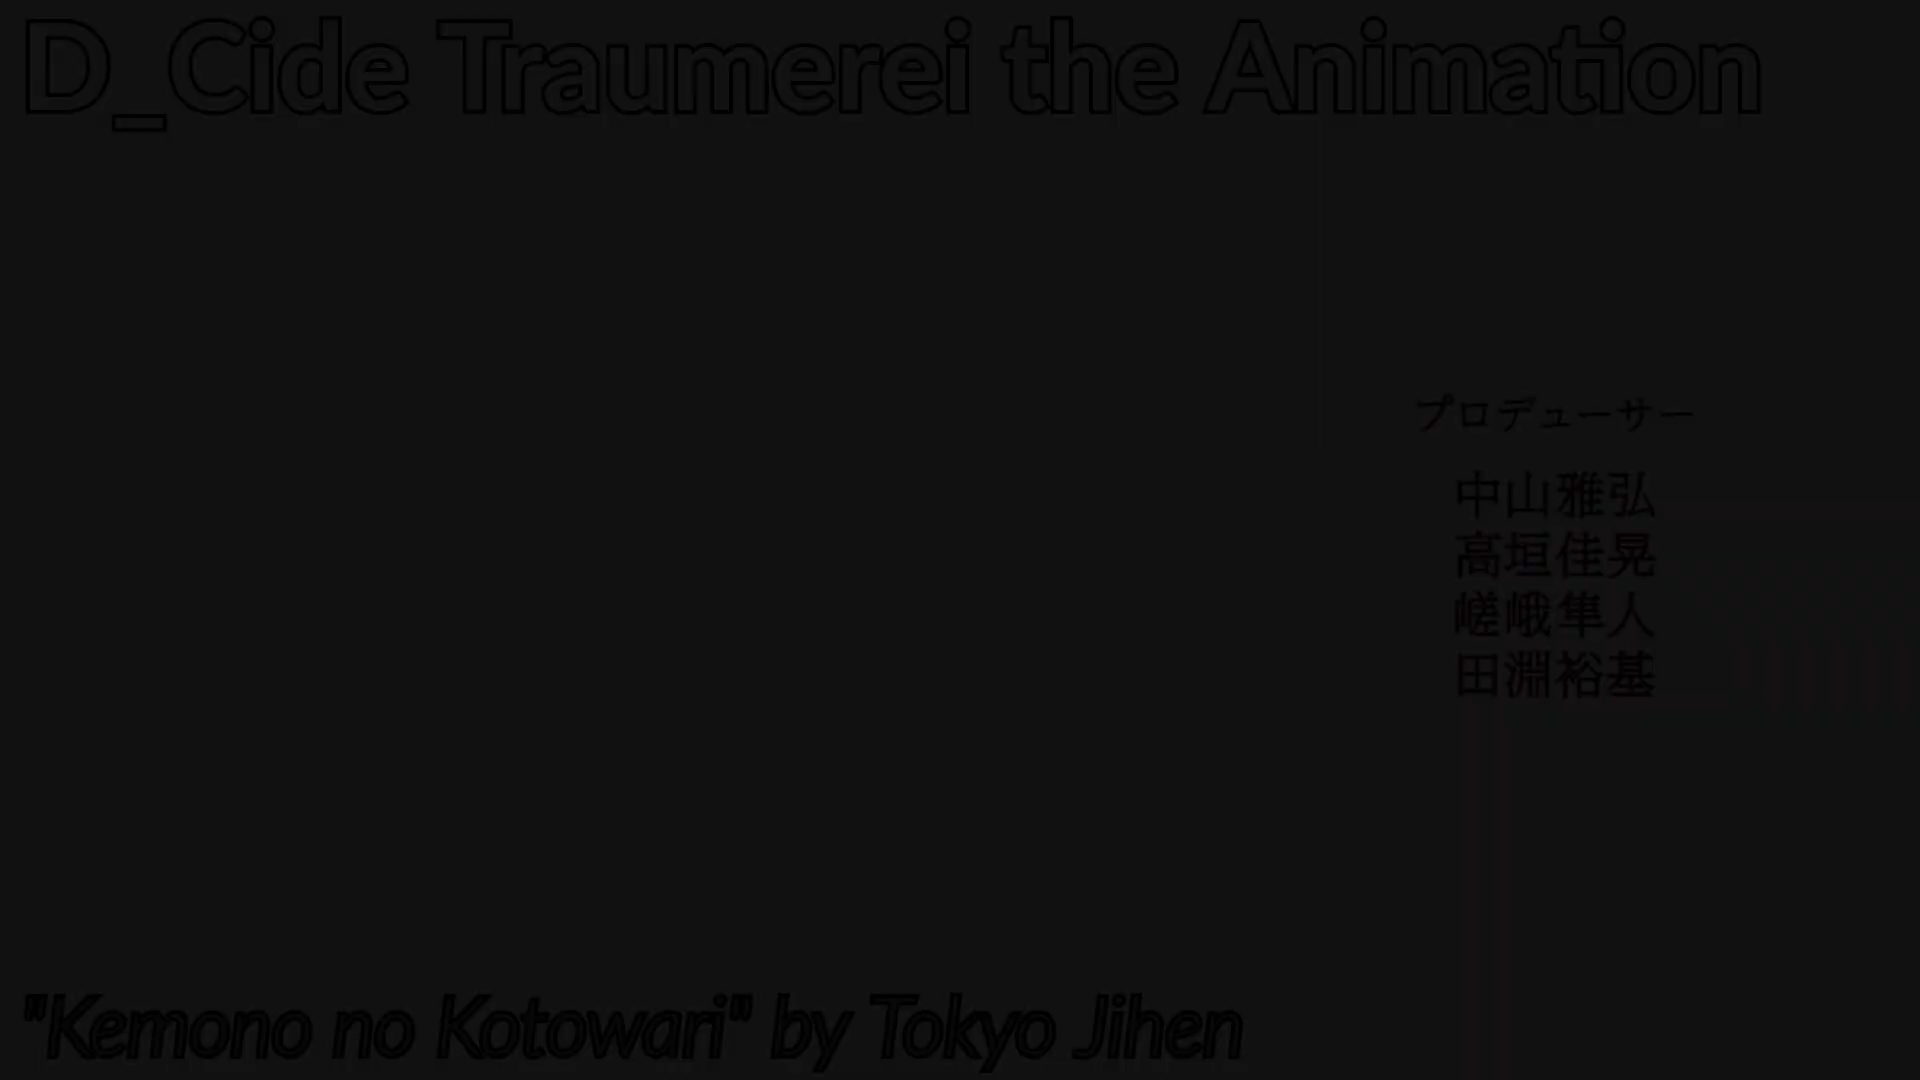 D_Cide Traumerei the Animation
プロデューサー
中山雅弘
高垣佳晃
嵯峨隼人
田淵裕基
"Kemono no Kotowari" by Tokyo Jihen